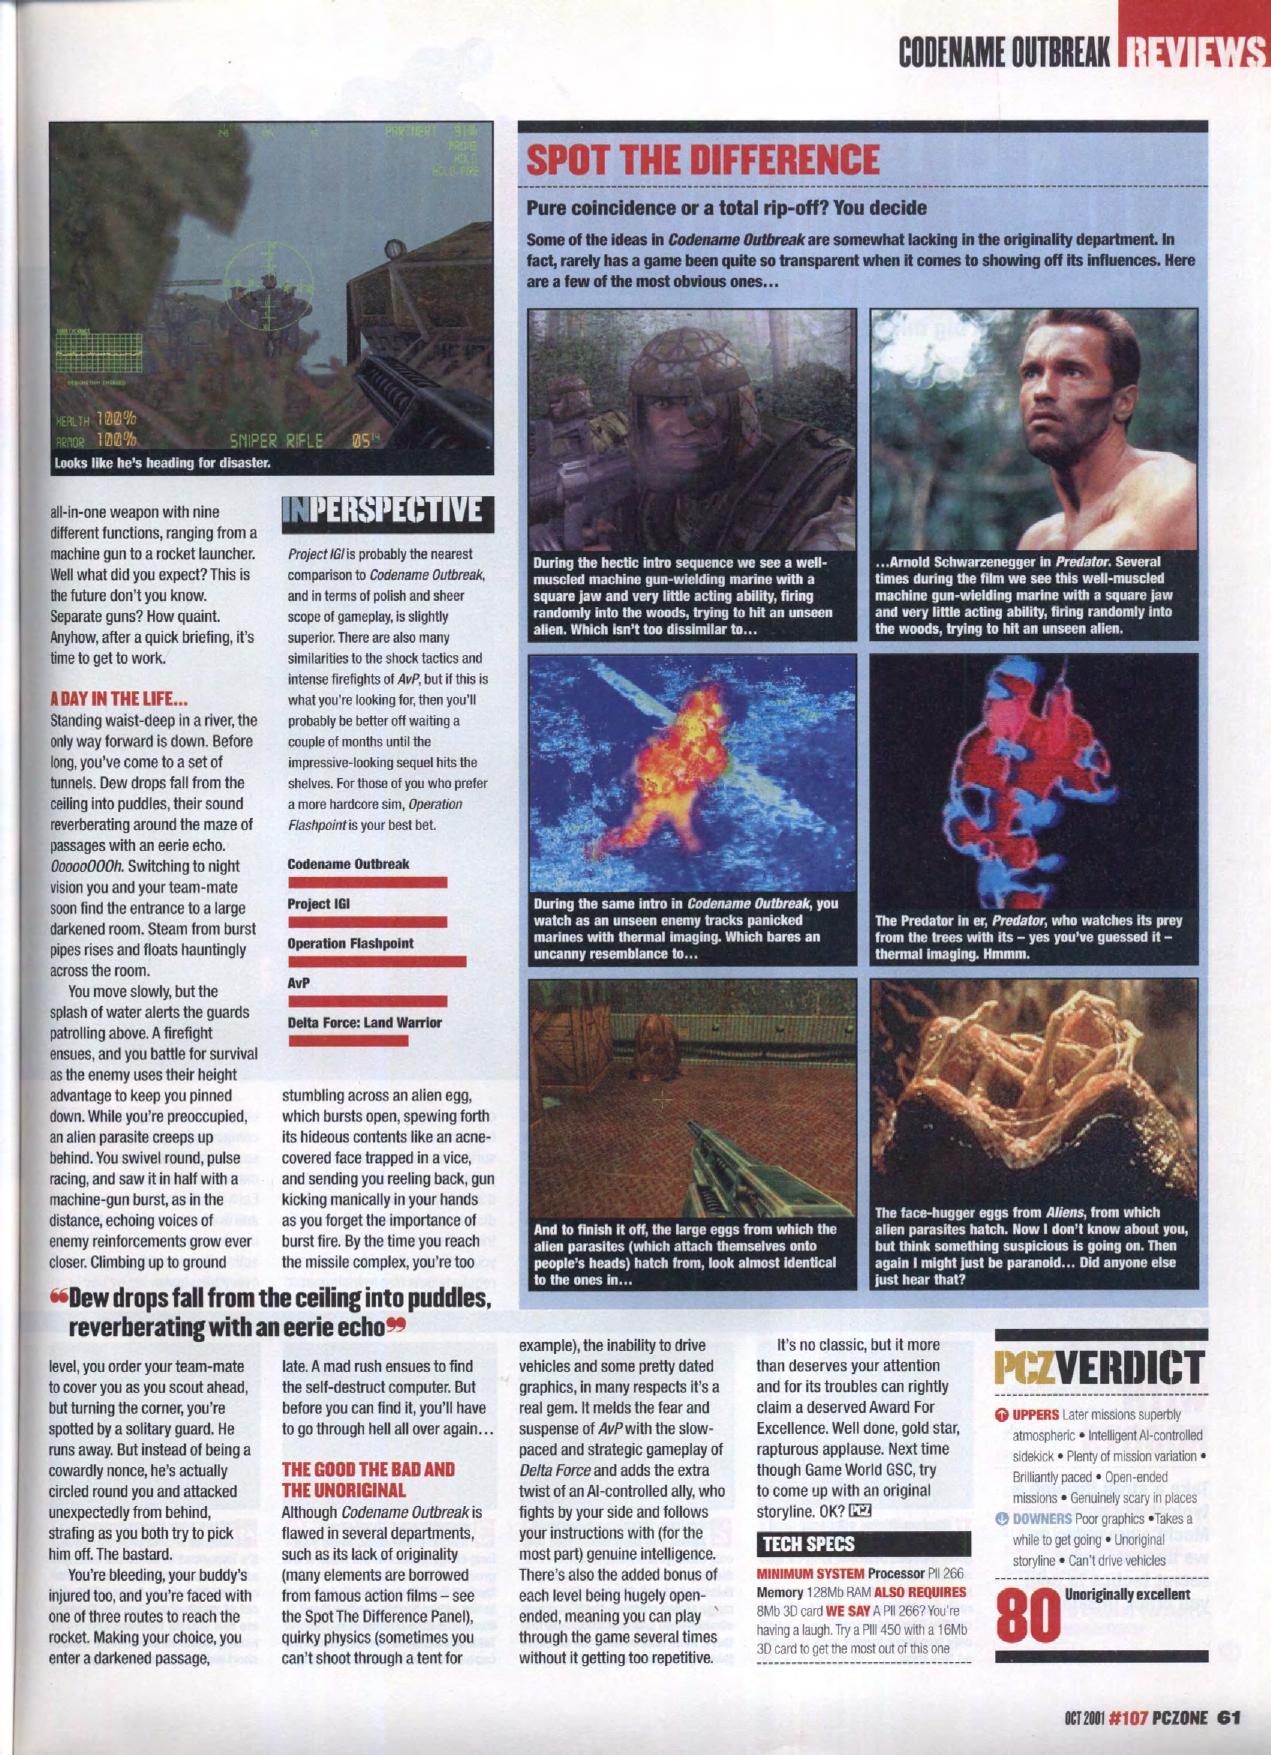 CODENAME OUTBREAK REVIEWS
PARTNER1 91%
HOLD
HOLD FIRE
HEALTH 100%
ARMOR 100%
SNIPER RIFLE 05
Looks like he's heading for disaster.
all-in-one weapon with nine
different functions, ranging from a
machine gun to a rocket launcher.
Well what did you expect? This is
the future don't you know.
Separate guns? How quaint.
Anyhow, after a quick briefing, it's
time to get to work.
A DAY IN THE LIFE...
Standing waist-deep in a river, the
only way forward is down. Before
long, you've come to a set of
tunnels. Dew drops fall from the
ceiling into puddles, their sound
reverberating around the maze of
passages with an eerie echo.
OooooOOOh. Switching to night
vision you and your team-mate
soon find the entrance to a large
darkened room. Steam from burst
pipes rises and floats hauntingly
across the room.
You move slowly, but the
splash of water alerts the guards
patrolling above. A firefight
ensues, and you battle for survival
as the enemy uses their height
advantage to keep you pinned
down. While you're preoccupied,
an alien parasite creeps up
behind. You swivel round, pulse
racing, and saw it in half with a
machine-gun burst, as in the
distance, echoing voices of
enemy reinforcements grow ever
closer. Climbing up to ground
INPERSPECTIVE
Project IGI is probably the nearest
comparison to Codename Outbreak,
and in terms of polish and sheer
scope of gameplay, is slightly
superior. There are also many
similarities to the shock tactics and
intense firefights of AvP, but if this is
what you're looking for, then you'll
probably be better off waiting a
couple of months until the
impressive-looking sequel hits the
shelves. For those of you who prefer
a more hardcore sim, Operation
Flashpoint is your best bet.
Codename Outbreak
Project IGI
Operation Flashpoint
AvP
Delta Force: Land Warrior
stumbling across an alien egg,
which bursts open, spewing forth
its hideous contents like an acne-
covered face trapped in a vice,
and sending you reeling back, gun
kicking manically in your hands
as you forget the importance of
burst fire. By the time you reach
the missile complex, you're too
“Dew drops fall from the ceiling into puddles,
reverberating with an eerie echo”
level, you order your team-mate
to cover you as you scout ahead,
but turning the corner, you're
spotted by a solitary guard. He
runs away. But instead of being a
cowardly nonce, he's actually
circled round you and attacked
unexpectedly from behind,
strafing as you both try to pick
him off. The bastard.
You're bleeding, your buddy's
injured too, and you're faced with
one of three routes to reach the
rocket. Making your choice, you
enter a darkened passage,
late. A mad rush ensues to find
the self-destruct computer. But
before you can find it, you'll have
to go through hell all over again...
THE GOOD THE BAD AND
THE UNORIGINAL
Although Codename Outbreak is
flawed in several departments,
such as its lack of originality
(many elements are borrowed
from famous action films – see
the Spot The Difference Panel),
quirky physics (sometimes you
can't shoot through a tent for
example), the inability to drive
vehicles and some pretty dated
graphics, in many respects it's a
real gem. It melds the fear and
suspense of AvP with the slow-
paced and strategic gameplay of
Delta Force and adds the extra
twist of an AI-controlled ally, who
fights by your side and follows
your instructions with (for the
most part) genuine intelligence.
There's also the added bonus of
each level being hugely open-
ended, meaning you can play
through the game several times
without it getting too repetitive.
It's no classic, but it more
than deserves your attention
and for its troubles can rightly
claim a deserved Award For
Excellence. Well done, gold star,
rapturous applause. Next time
though Game World GSC, try
to come up with an original
storyline. OK? PCZ
TECH SPECS
MINIMUM SYSTEM Processor PII 266
Memory 128Mb RAM ALSO REQUIRES
8Mb 3D card WE SAY A PII 266? You're
having a laugh. Try a PIII 450 with a 16Mb
3D card to get the most out of this one
SPOT THE DIFFERENCE
Pure coincidence or a total rip-off? You decide
Some of the ideas in Codename Outbreak are somewhat lacking in the originality department. In
fact, rarely has a game been quite so transparent when it comes to showing off its influences. Here
are a few of the most obvious ones...
During the hectic intro sequence we see a well-
muscled machine gun-wielding marine with a
square jaw and very little acting ability, firing
randomly into the woods, trying to hit an unseen
alien. Which isn't too dissimilar to...
...Arnold Schwarzenegger in Predator. Several
times during the film we see this well-muscled
machine gun-wielding marine with a square jaw
and very little acting ability, firing randomly into
the woods, trying to hit an unseen alien.
During the same intro in Codename Outbreak, you
watch as an unseen enemy tracks panicked
marines with thermal imaging. Which bares an
uncanny resemblance to...
The Predator in er, Predator, who watches its prey
from the trees with its – yes you've guessed it –
thermal imaging. Hmmm.
And to finish it off, the large eggs from which the
alien parasites (which attach themselves onto
people's heads) hatch from, look almost identical
to the ones in...
The face-hugger eggs from Aliens, from which
alien parasites hatch. Now I don't know about you,
but think something suspicious is going on. Then
again I might just be paranoid... Did anyone else
just hear that?
PCZVERDICT
UPPERS Later missions superbly
atmospheric • Intelligent AI-controlled
sidekick • Plenty of mission variation •
Brilliantly paced • Open-ended
missions • Genuinely scary in places
DOWNERS Poor graphics •Takes a
while to get going • Unoriginal
storyline • Can't drive vehicles
80 Unoriginally excellent
OCT 2001 #107 PCZONE 61